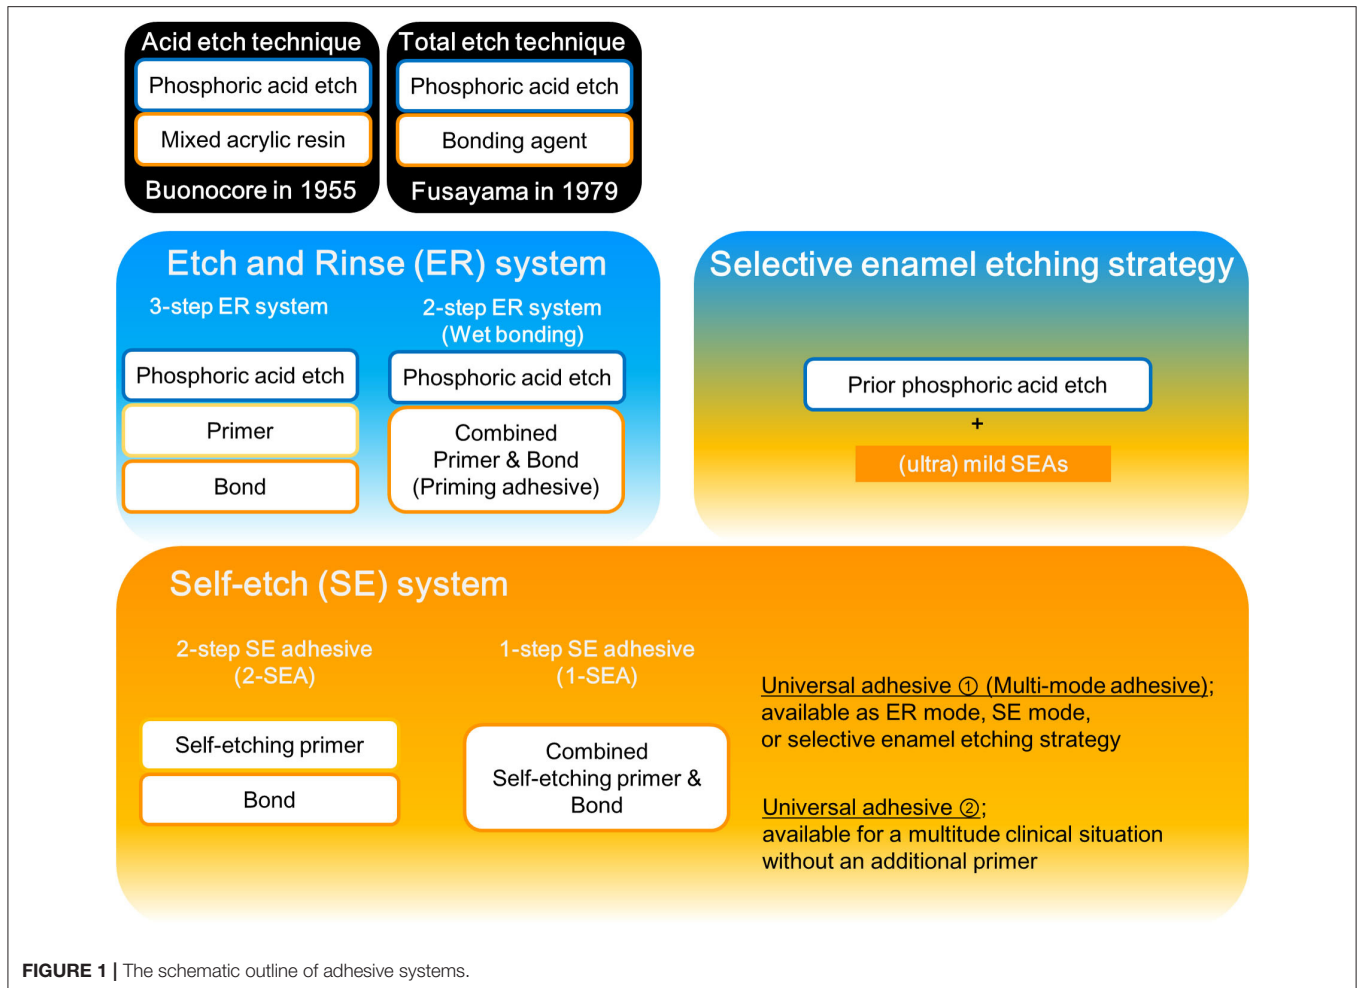 Acid etch technique
Phosphoric acid etch
Mixed acrylic resin
Buonocore in 1955
Total etch technique
Phosphoric acid etch
Bonding agent
Fusayama in 1979
Etch and Rinse (ER) system
3-step ER system
Phosphoric acid etch
Primer
Bond
2-step ER system
(Wet bonding)
Phosphoric acid etch
Combined
Primer & Bond
(Priming adhesive)
Selective enamel etching strategy
Prior phosphoric acid etch
+
(ultra) mild SEAs
Self-etch (SE) system
2-step SE adhesive
(2-SEA)
Self-etching primer
Bond
1-step SE adhesive
(1-SEA)
Combined
Self-etching primer &
Bond
Universal adhesive ① (Multi-mode adhesive);
available as ER mode, SE mode,
or selective enamel etching strategy
Universal adhesive ②;
available for a multitude clinical situation
without an additional primer
FIGURE 1 | The schematic outline of adhesive systems.